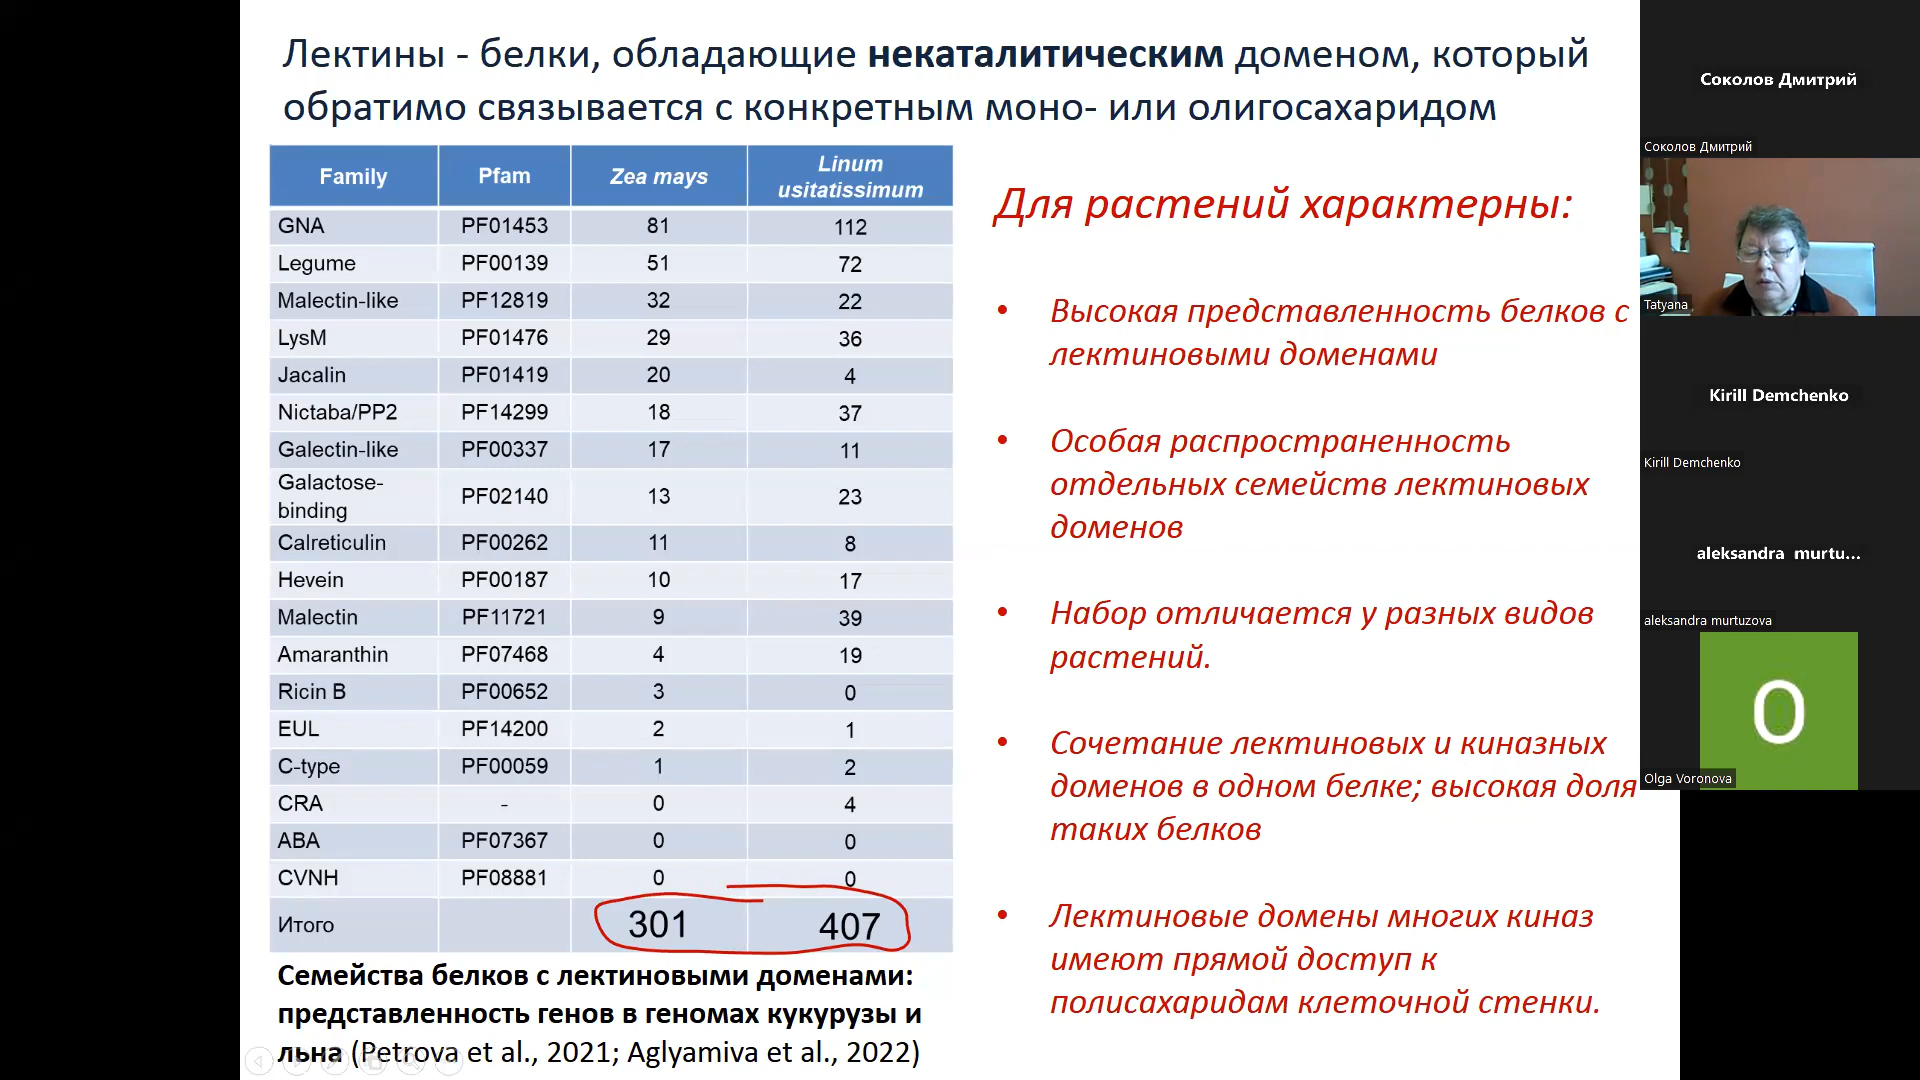 Лектины - белки, обладающие некаталитическим доменом, который
обратимо связывается с конкретным моно- или олигосахаридом
Family Pfam Zea mays Linum usitatissimum
GNA PF01453 81 112
Legume PF00139 51 72
Malectin-like PF12819 32 22
LysM PF01476 29 36
Jacalin PF01419 20 4
Nictaba/PP2 PF14299 18 37
Galectin-like PF00337 17 11
Galactose-binding PF02140 13 23
Calreticulin PF00262 11 8
Hevein PF00187 10 17
Malectin PF11721 9 39
Amaranthin PF07468 4 19
Ricin B PF00652 3 0
EUL PF14200 2 1
C-type PF00059 1 2
CRA - 0 4
ABA PF07367 0 0
CVNH PF08881 0 0
Итого 301 407
Семейства белков с лектиновыми доменами:
представленность генов в геномах кукурузы и
льна (Petrova et al., 2021; Aglyamiva et al., 2022)
Для растений характерны:
• Высокая представленность белков с
лектиновыми доменами
• Особая распространенность
отдельных семейств лектиновых
доменов
• Набор отличается у разных видов
растений.
• Сочетание лектиновых и киназных
доменов в одном белке; высокая доля
таких белков
• Лектиновые домены многих киназ
имеют прямой доступ к
полисахаридам клеточной стенки.
Соколов Дмитрий
Соколов Дмитрий
Tatyana
Kirill Demchenko
Kirill Demchenko
aleksandra murtu...
aleksandra murtuzova
O
Olga Voronova